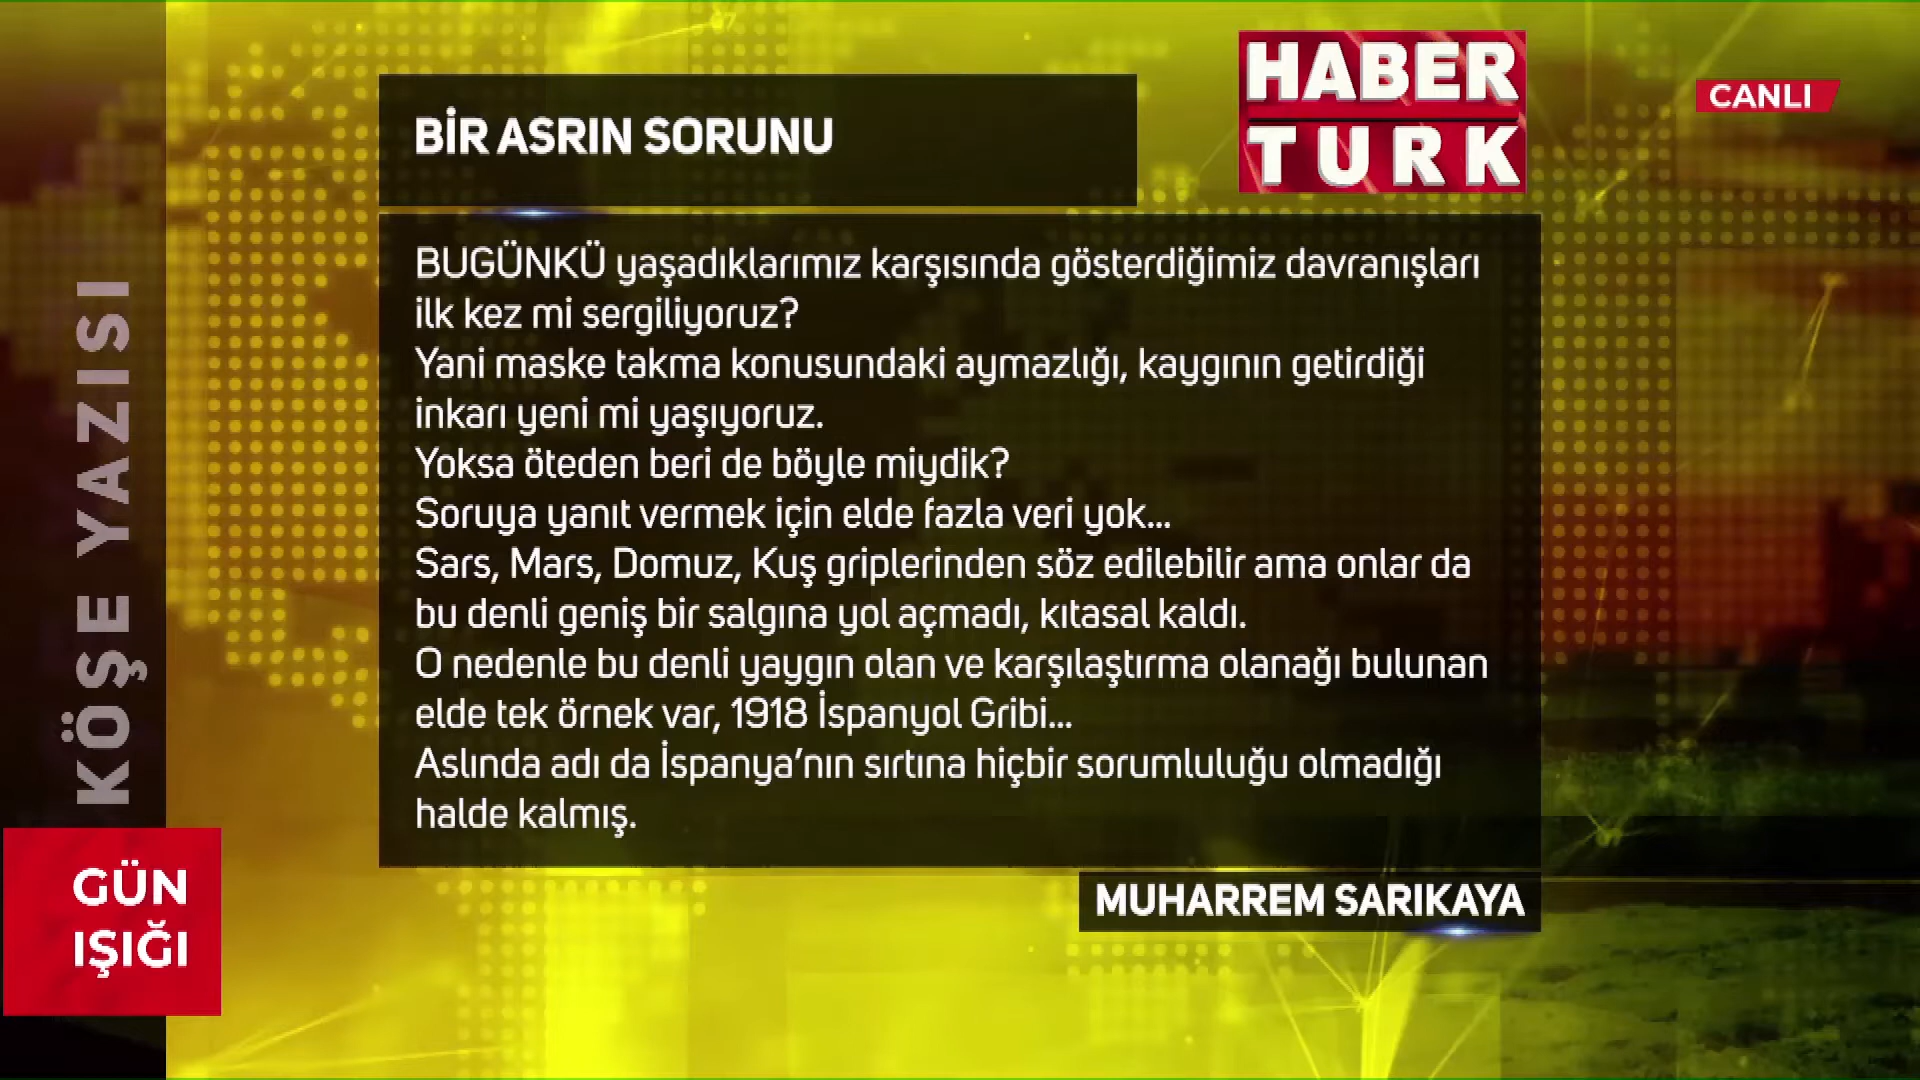 HABER
TURK
CANLI
BİR ASRIN SORUNU
BUGÜNKÜ yaşadıklarımız karşısında gösterdiğimiz davranışları
ilk kez mi sergiliyoruz?
Yani maske takma konusundaki aymazlığı, kaygının getirdiği
inkarı yeni mi yaşıyoruz.
Yoksa öteden beri de böyle miydik?
Soruya yanıt vermek için elde fazla veri yok...
Sars, Mars, Domuz, Kuş griplerinden söz edilebilir ama onlar da
bu denli geniş bir salgına yol açmadı, kıtasal kaldı.
O nedenle bu denli yaygın olan ve karşılaştırma olanağı bulunan
elde tek örnek var, 1918 İspanyol Gribi...
Aslında adı da İspanya’nın sırtına hiçbir sorumluluğu olmadığı
halde kalmış.
MUHARREM SARIKAYA
KÖŞE YAZISI
GÜN
IŞIĞI